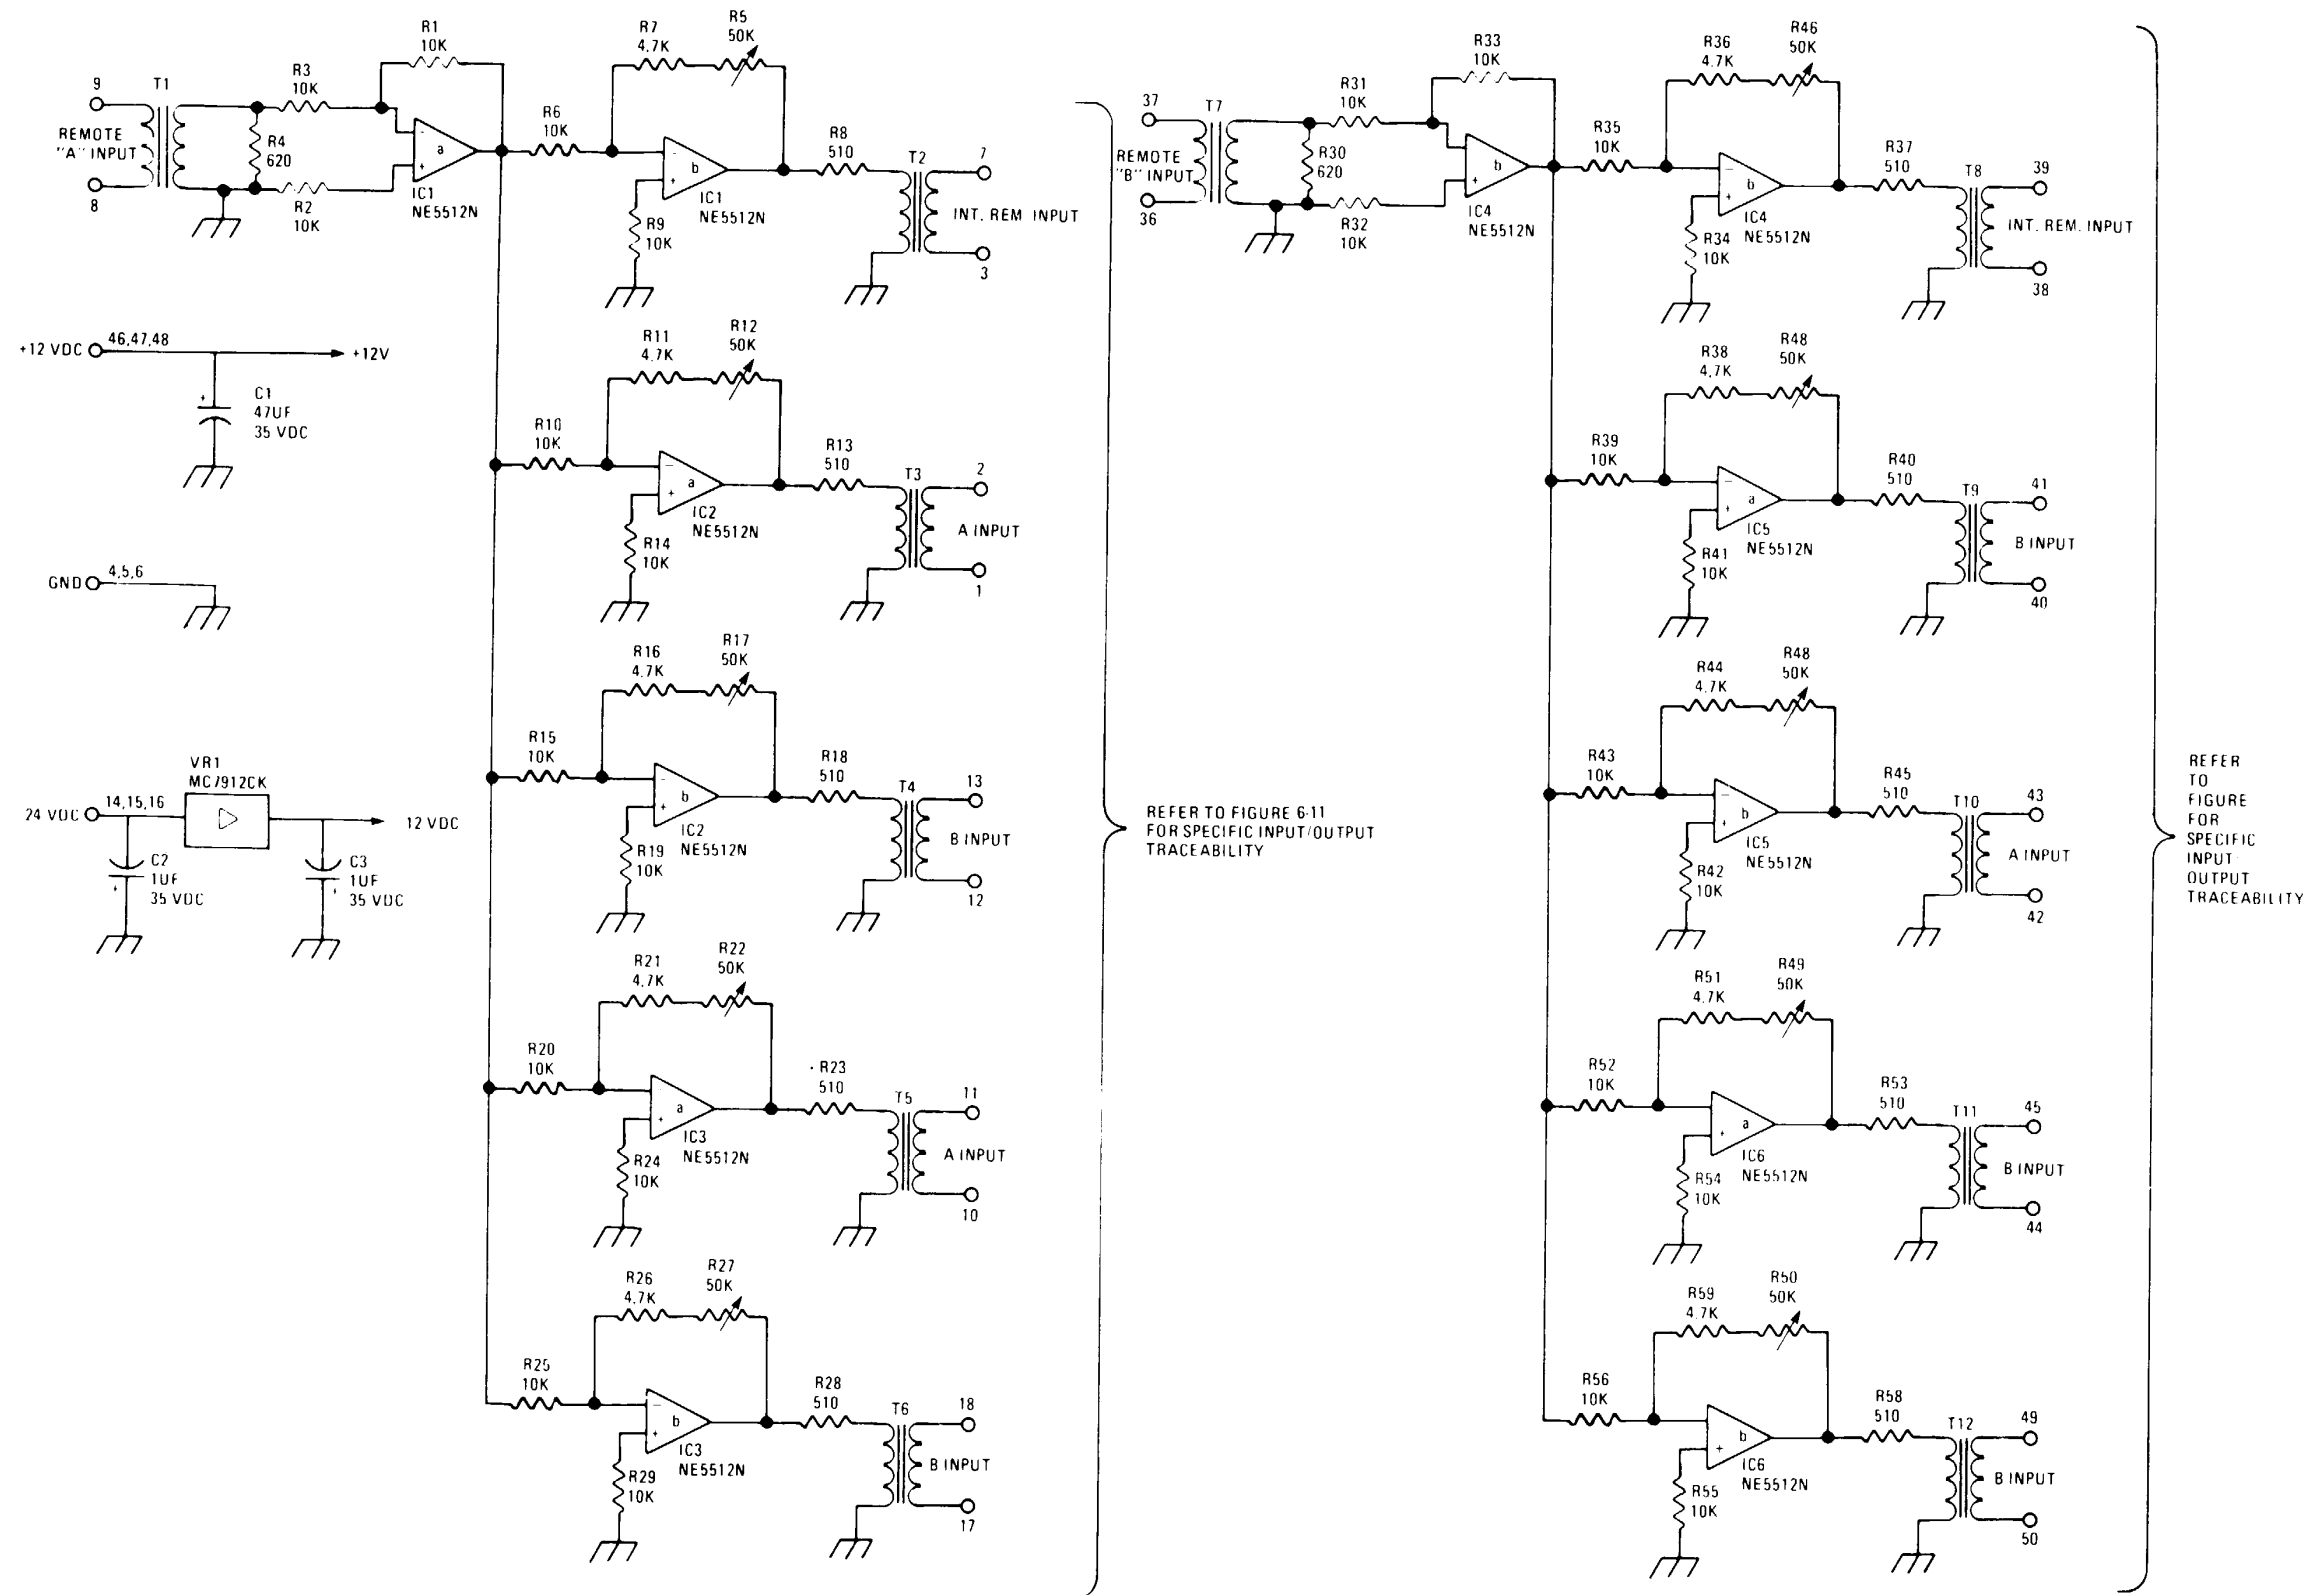 R1
10K
R3
10K
9
T1
REMOTE
"A" INPUT
8
R4
620
R2
10K
-
+
a
IC1
NE5512N
R7
4.7K
R5
50K
R6
10K
-
+
b
IC1
NE5512N
R9
10K
R8
510
T2
7
INT. REM INPUT
3
+12 VDC
46,47,48
+12V
+
C1
47UF
35 VDC
GND
4,5,6
VR1
MC7912CK
24 VDC
14,15,16
12 VDC
C2
1UF
35 VDC
+
C3
1UF
35 VDC
+
R11
4.7K
R12
50K
R10
10K
-
+
a
IC2
NE5512N
R14
10K
R13
510
T3
2
A INPUT
1
R16
4.7K
R17
50K
R15
10K
-
+
b
IC2
NE5512N
R19
10K
R18
510
T4
13
B INPUT
12
R21
4.7K
R22
50K
R20
10K
+
a
IC3
NE5512N
R24
10K
R23
510
T5
11
A INPUT
10
R26
4.7K
R27
50K
R25
10K
-
+
b
IC3
NE5512N
R29
10K
R28
510
T6
18
B INPUT
17
REFER TO FIGURE 6-11
FOR SPECIFIC INPUT/OUTPUT
TRACEABILITY
R33
10K
R31
10K
37
T7
REMOTE
"B" INPUT
36
R30
620
R32
10K
-
+
b
IC4
NE5512N
R36
4.7K
R46
50K
R35
10K
-
+
b
IC4
NE5512N
R34
10K
R37
510
T8
39
INT. REM. INPUT
38
R38
4.7K
R48
50K
R39
10K
-
+
a
IC5
NE5512N
R41
10K
R40
510
T9
41
B INPUT
40
R44
4.7K
R48
50K
R43
10K
-
+
b
IC5
NE5512N
R42
10K
R45
510
T10
43
A INPUT
42
R51
4.7K
R49
50K
R52
10K
+
a
IC6
NE5512N
R54
10K
R53
510
T11
45
B INPUT
44
R59
4.7K
R50
50K
R56
10K
+
b
IC6
NE5512N
R55
10K
R58
510
T12
49
B INPUT
50
REFER
TO
FIGURE
FOR
SPECIFIC
INPUT
OUTPUT
TRACEABILITY